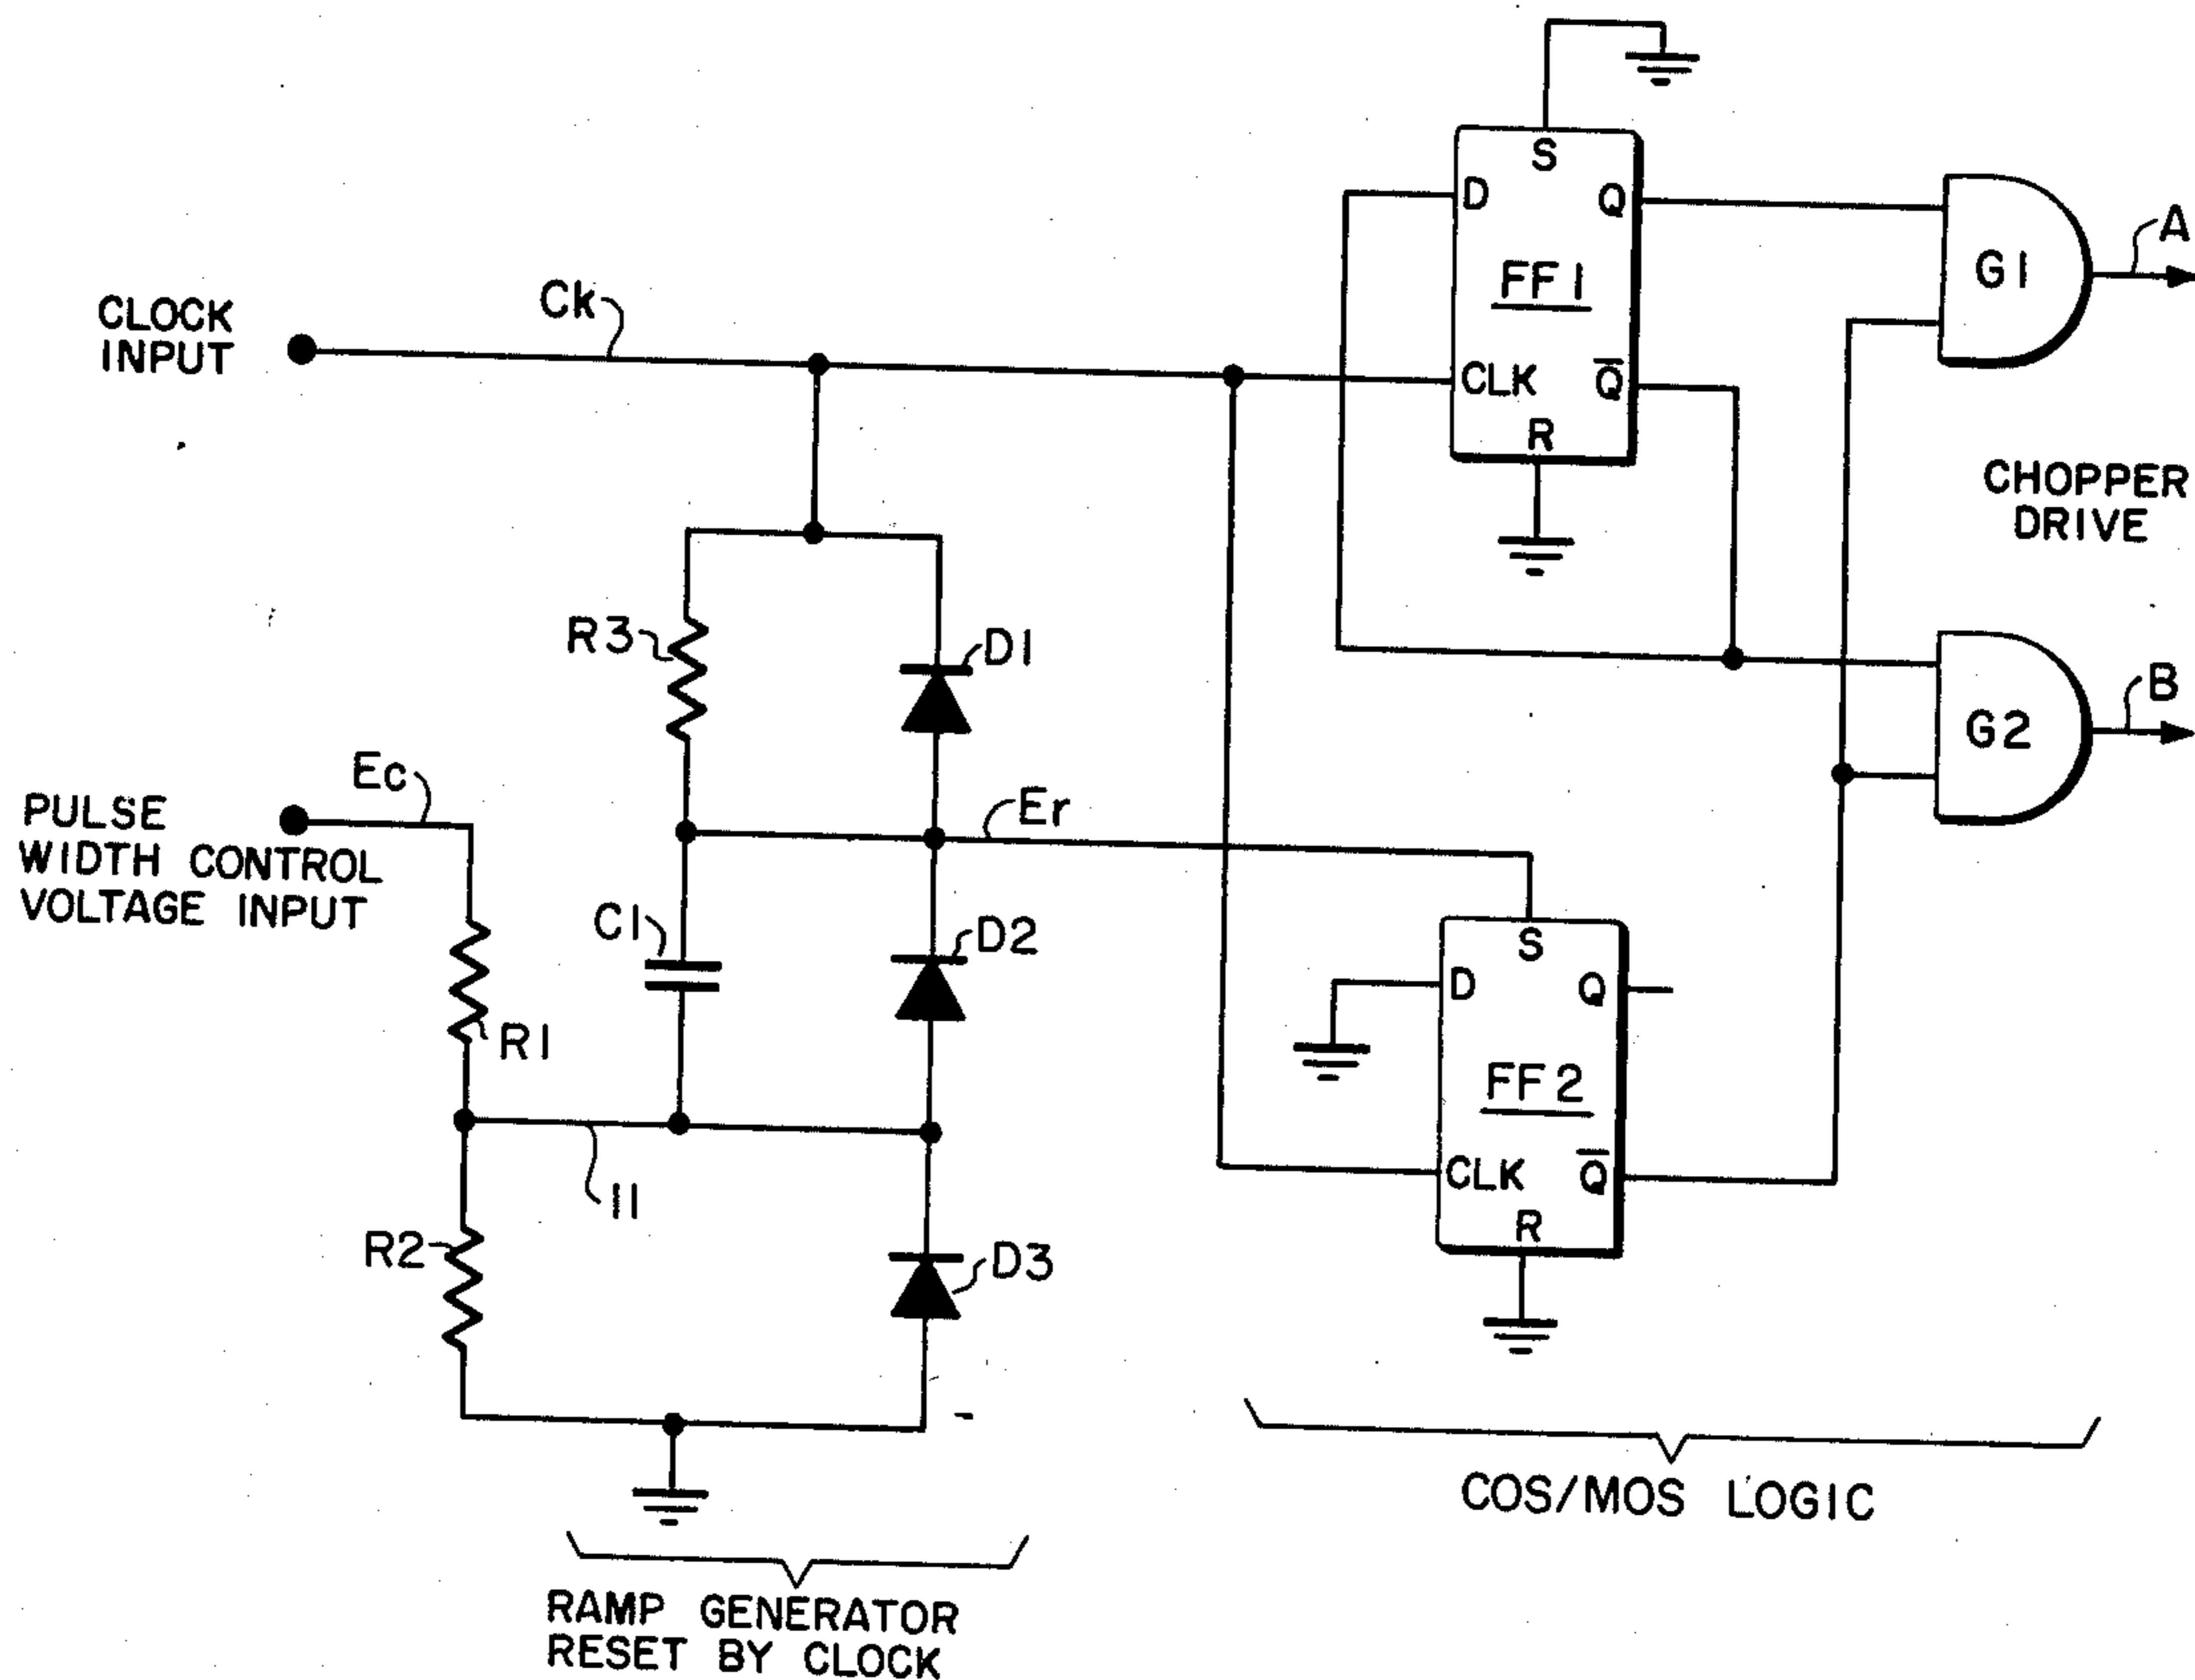 S
D
Q
FF1
CLK
Q
R
G1
A
CLOCK
INPUT
Ck
CHOPPER
DRIVE
R3
D1
G2
B
Ec
Er
PULSE
WIDTH CONTROL
VOLTAGE INPUT
C1
D2
S
D
Q
R1
FF2
CLK
Q
R
11
R2
D3
COS/MOS LOGIC
RAMP GENERATOR
RESET BY CLOCK